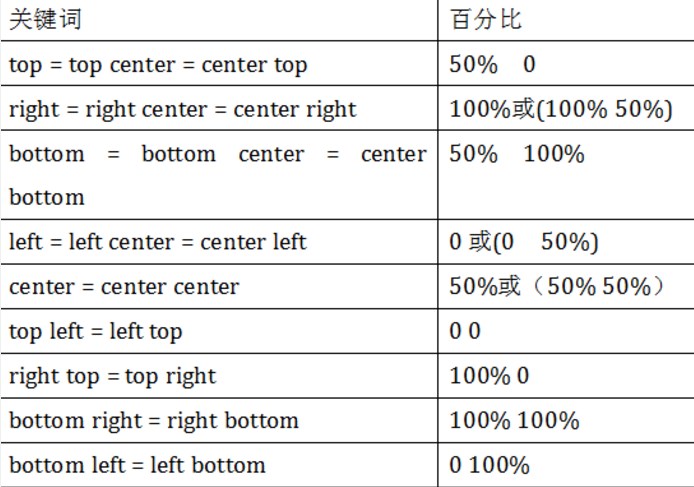 关键词 百分比
top = top center = center top 50% 0
right = right center = center right 100%或(100% 50%)
bottom = bottom center = center 50% 100%
bottom
left = left center = center left 0 或(0 50%)
center = center center 50%或（50% 50%）
top left = left top 0 0
right top = top right 100% 0
bottom right = right bottom 100% 100%
bottom left = left bottom 0 100%